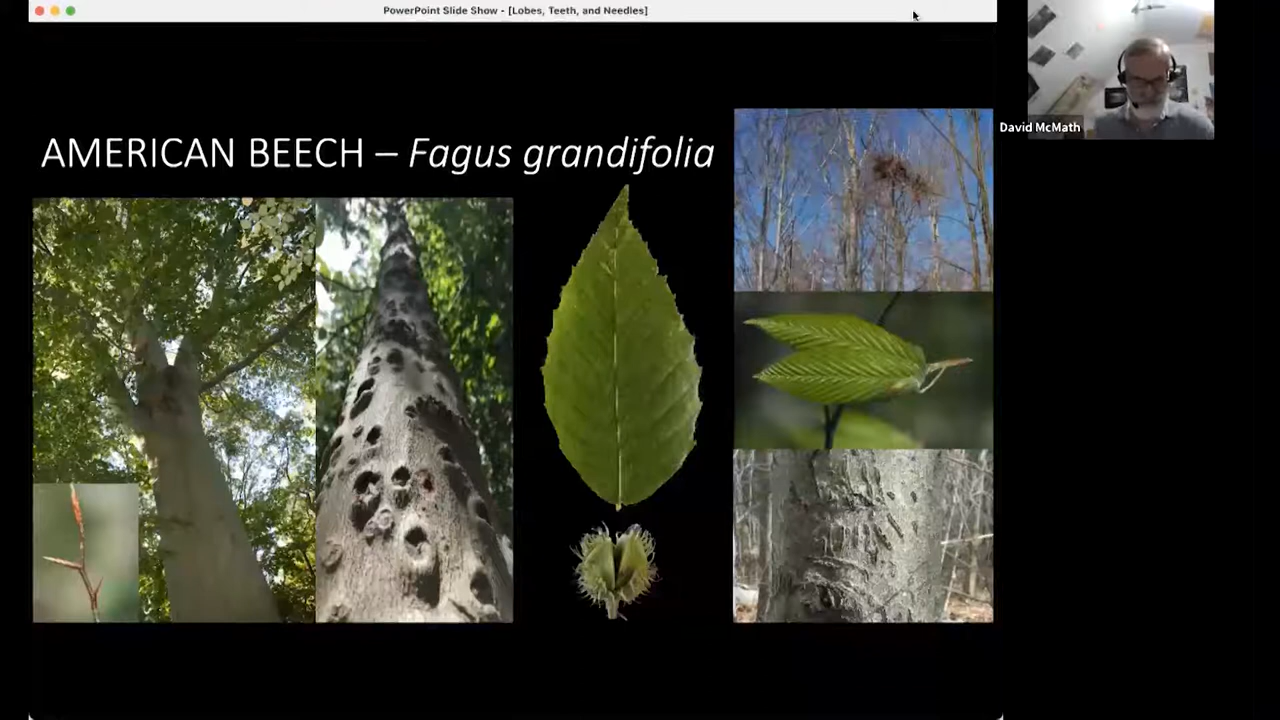 PowerPoint Slide Show - [Lobes, Teeth, and Needles]
AMERICAN BEECH – Fagus grandifolia
David McMath